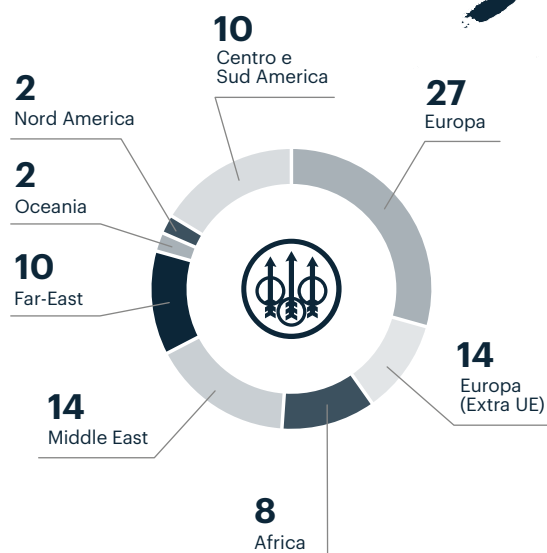 10
Centro e
Sud America
27
Europa
2
Nord America
2
Oceania
10
Far-East
14
Europa
(Extra UE)
14
Middle East
8
Africa